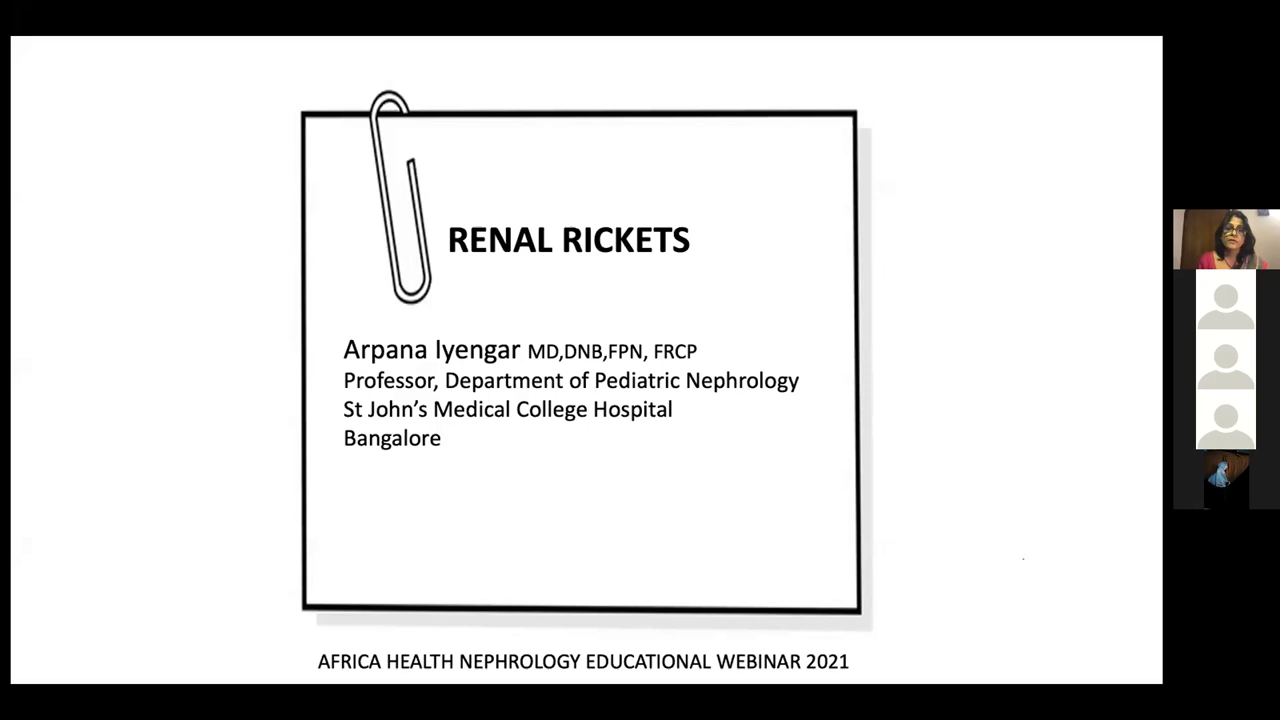 RENAL RICKETS
Arpana Iyengar MD,DNB,FPN, FRCP
Professor, Department of Pediatric Nephrology
St John's Medical College Hospital
Bangalore
AFRICA HEALTH NEPHROLOGY EDUCATIONAL WEBINAR 2021